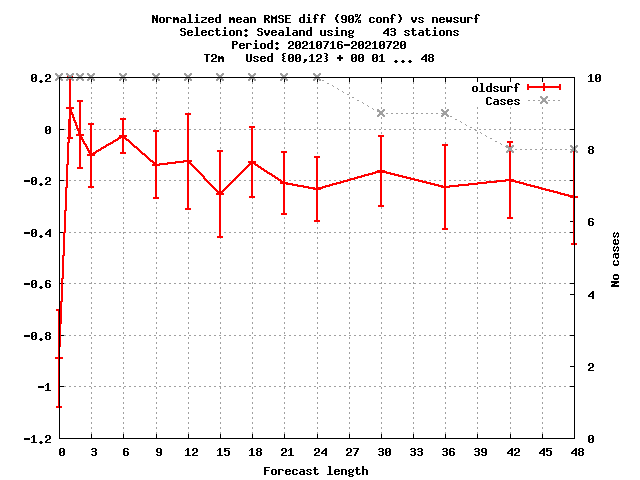 Normalized mean RMSE diff (90% conf) vs newsurf
Selection: Svealand using 43 stations
Period: 20210716-20210720
T2m Used {00,12} + 00 01 ... 48
oldsurf
Cases
0,2
0
-0,2
-0,4
-0,6
-0,8
-1
-1,2
10
8
6
4
2
0
No cases
0 3 6 9 12 15 18 21 24 27 30 33 36 39 42 45 48
Forecast length